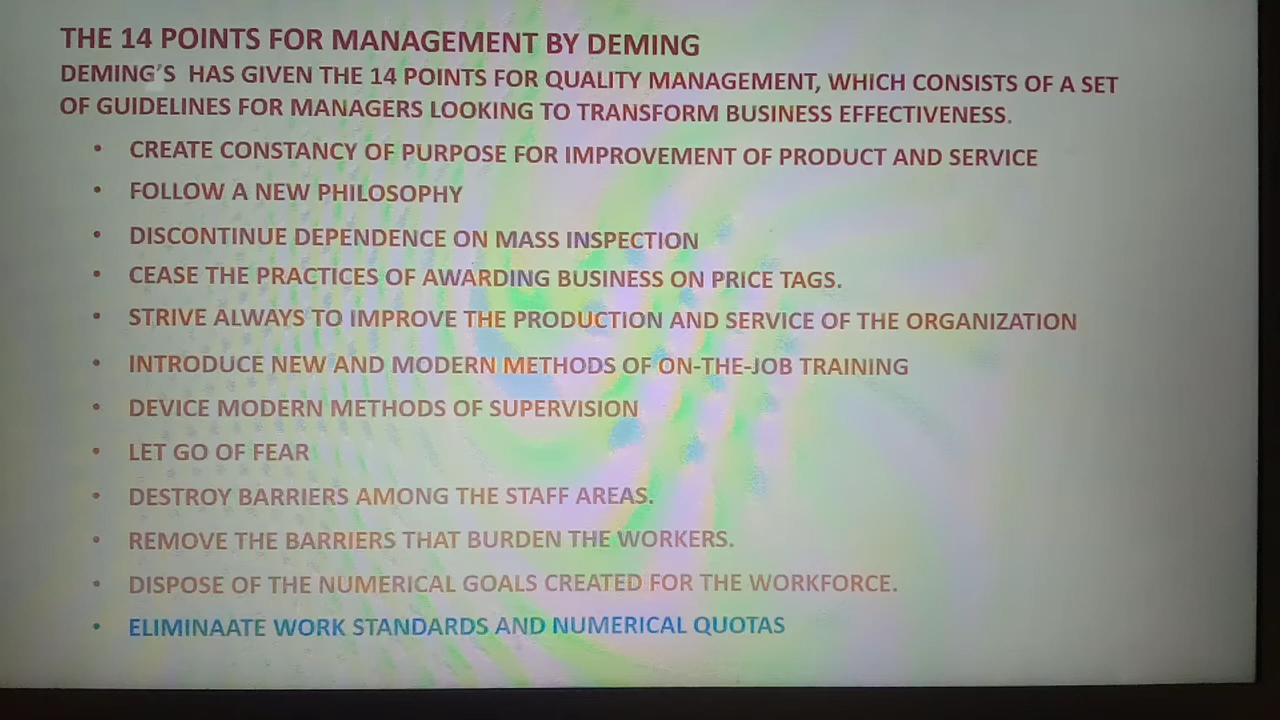 THE 14 POINTS FOR MANAGEMENT BY DEMING
DEMING'S HAS GIVEN THE 14 POINTS FOR QUALITY MANAGEMENT, WHICH CONSISTS OF A SET
OF GUIDELINES FOR MANAGERS LOOKING TO TRANSFORM BUSINESS EFFECTIVENESS.
• CREATE CONSTANCY OF PURPOSE FOR IMPROVEMENT OF PRODUCT AND SERVICE
• FOLLOW A NEW PHILOSOPHY
• DISCONTINUE DEPENDENCE ON MASS INSPECTION
• CEASE THE PRACTICES OF AWARDING BUSINESS ON PRICE TAGS.
• STRIVE ALWAYS TO IMPROVE THE PRODUCTION AND SERVICE OF THE ORGANIZATION
• INTRODUCE NEW AND MODERN METHODS OF ON-THE-JOB TRAINING
• DEVICE MODERN METHODS OF SUPERVISION
• LET GO OF FEAR
• DESTROY BARRIERS AMONG THE STAFF AREAS.
• REMOVE THE BARRIERS THAT BURDEN THE WORKERS.
• DISPOSE OF THE NUMERICAL GOALS CREATED FOR THE WORKFORCE.
• ELIMINAATE WORK STANDARDS AND NUMERICAL QUOTAS